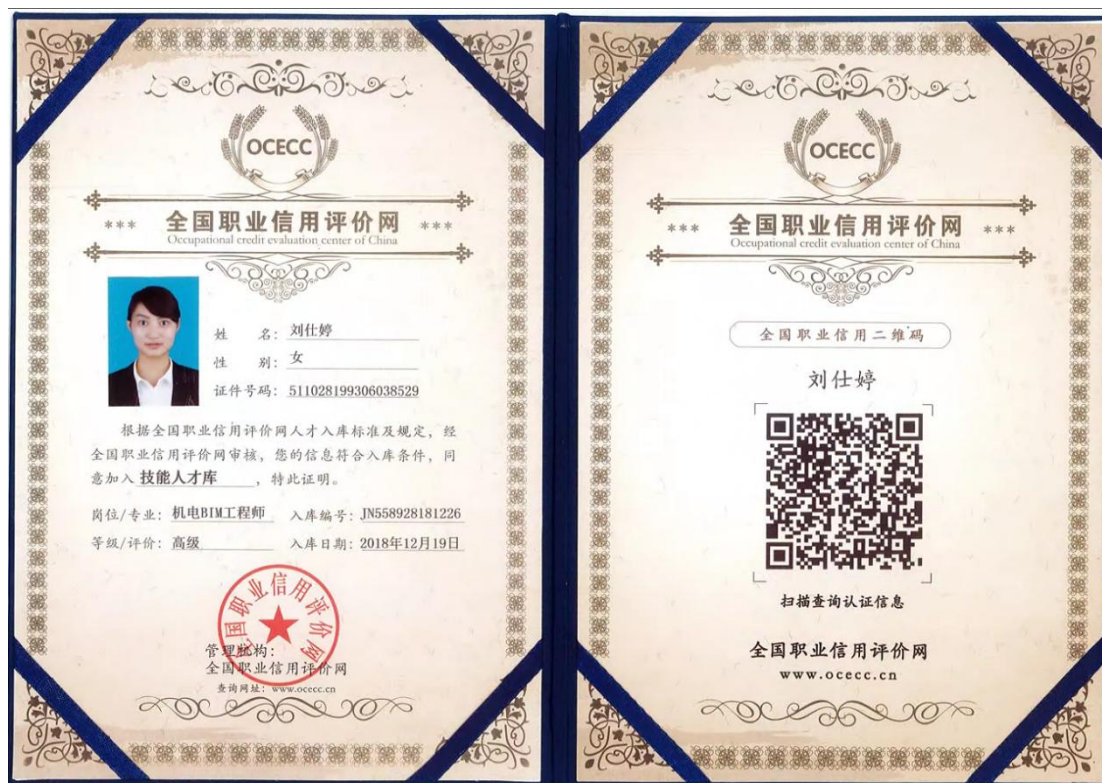 OCECC
*** 全国职业信用评价网 ***
Occupational credit evaluation center of China
姓 名：刘仕婷
性 别：女
证件号码：511028199306038529
根据全国职业信用评价网人才入库标准及规定，经
全国职业信用评价网审核，您的信息符合入库条件，同
意加入 技能人才库 ，特此证明。
岗位/专业：机电BIM工程师 入库编号：JN558928181226
等级/评价：高级 入库日期：2018年12月19日
全国职业信用评价网
管理机构：
全国职业信用评价网
查询网址：www.ocecc.cn
OCECC
*** 全国职业信用评价网 ***
Occupational credit evaluation center of China
全国职业信用二维码
刘仕婷
扫描查询认证信息
全国职业信用评价网
www.ocecc.cn